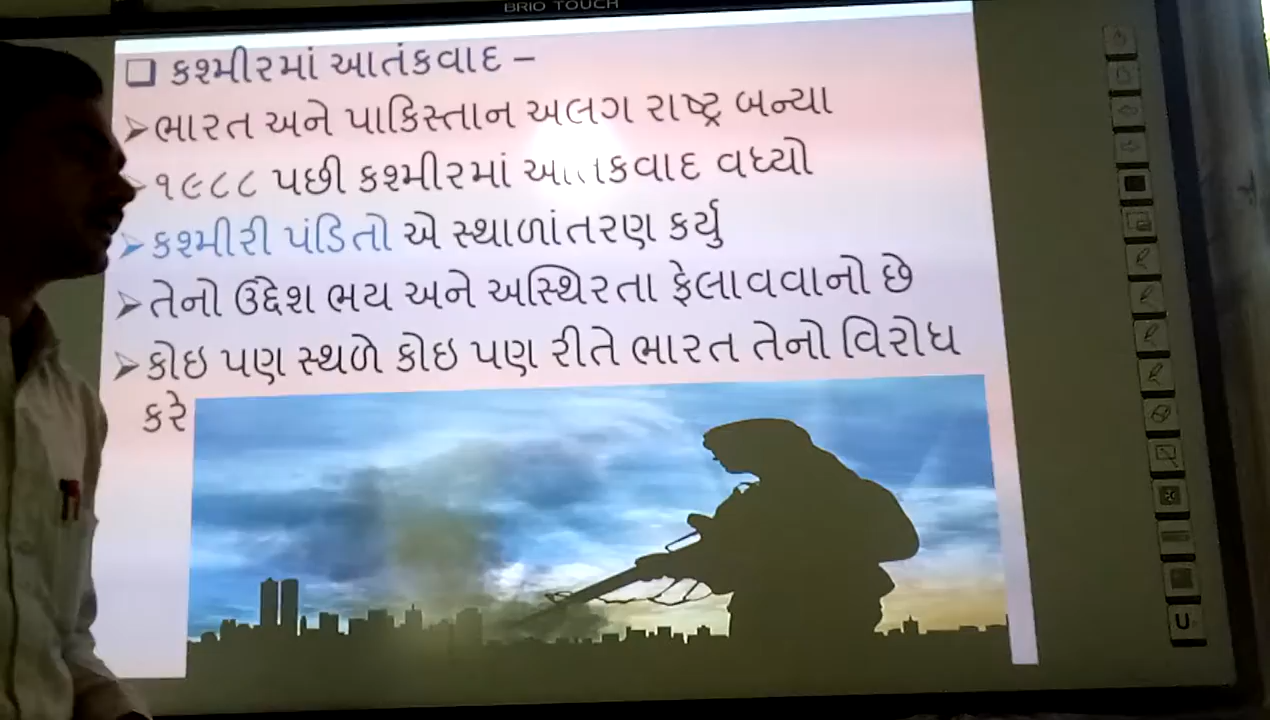 BRIO TOUCH
❑ કશ્મીરમાં આતંકવાદ –
➢ ભારત અને પાકિસ્તાન અલગ રાષ્ટ્ર બન્યા
➢ ૧૯૮૮ પછી કશ્મીરમાં આતંકવાદ વધ્યો
➢ કશ્મીરી પંડિતો એ સ્થાળાંતરણ કર્યુ
➢ તેનો ઉદ્દેશ ભય અને અસ્થિરતા ફેલાવવાનો છે
➢ કોઇ પણ સ્થળે કોઇ પણ રીતે ભારત તેનો વિરોધ
કરે